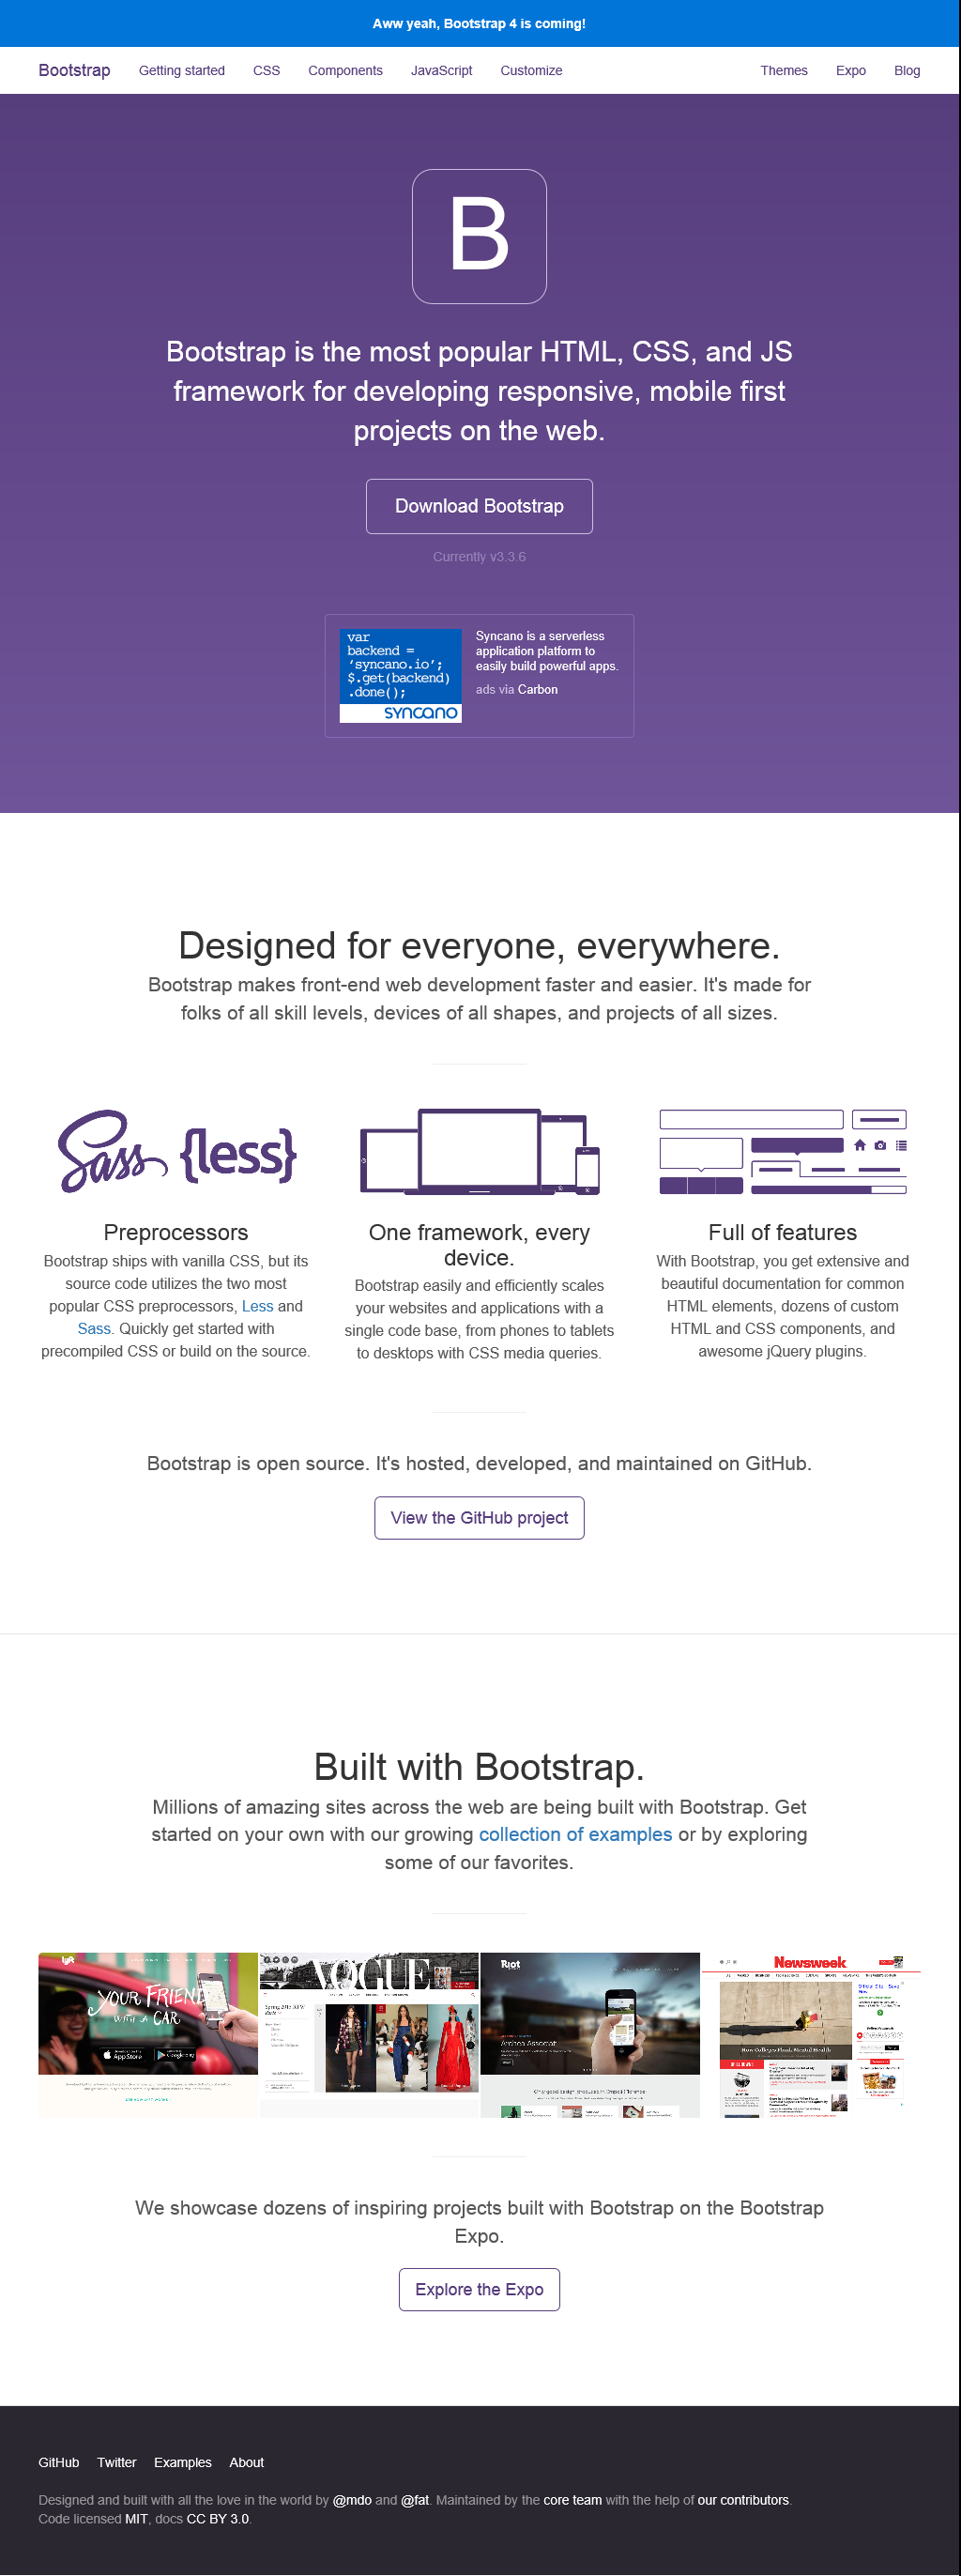 Aww yeah, Bootstrap 4 is coming!
Bootstrap Getting started CSS Components JavaScript Customize Themes Expo Blog
B
Bootstrap is the most popular HTML, CSS, and JS
framework for developing responsive, mobile first
projects on the web.
Download Bootstrap
Currently v3.3.6
var
backend =
'syncano.io';
$.get(backend)
.done();
syncano
Syncano is a serverless
application platform to
easily build powerful apps.
ads via Carbon
Designed for everyone, everywhere.
Bootstrap makes front-end web development faster and easier. It's made for
folks of all skill levels, devices of all shapes, and projects of all sizes.
Sass {less}
Preprocessors
Bootstrap ships with vanilla CSS, but its
source code utilizes the two most
popular CSS preprocessors, Less and
Sass. Quickly get started with
precompiled CSS or build on the source.
One framework, every
device.
Bootstrap easily and efficiently scales
your websites and applications with a
single code base, from phones to tablets
to desktops with CSS media queries.
Full of features
With Bootstrap, you get extensive and
beautiful documentation for common
HTML elements, dozens of custom
HTML and CSS components, and
awesome jQuery plugins.
Bootstrap is open source. It's hosted, developed, and maintained on GitHub.
View the GitHub project
Built with Bootstrap.
Millions of amazing sites across the web are being built with Bootstrap. Get
started on your own with our growing collection of examples or by exploring
some of our favorites.
lyft
YOUR FRIEND
WITH A CAR
App Store Google play
VOGUE
Riot
Newsweek
We showcase dozens of inspiring projects built with Bootstrap on the Bootstrap
Expo.
Explore the Expo
GitHub Twitter Examples About
Designed and built with all the love in the world by @mdo and @fat. Maintained by the core team with the help of our contributors.
Code licensed MIT, docs CC BY 3.0.